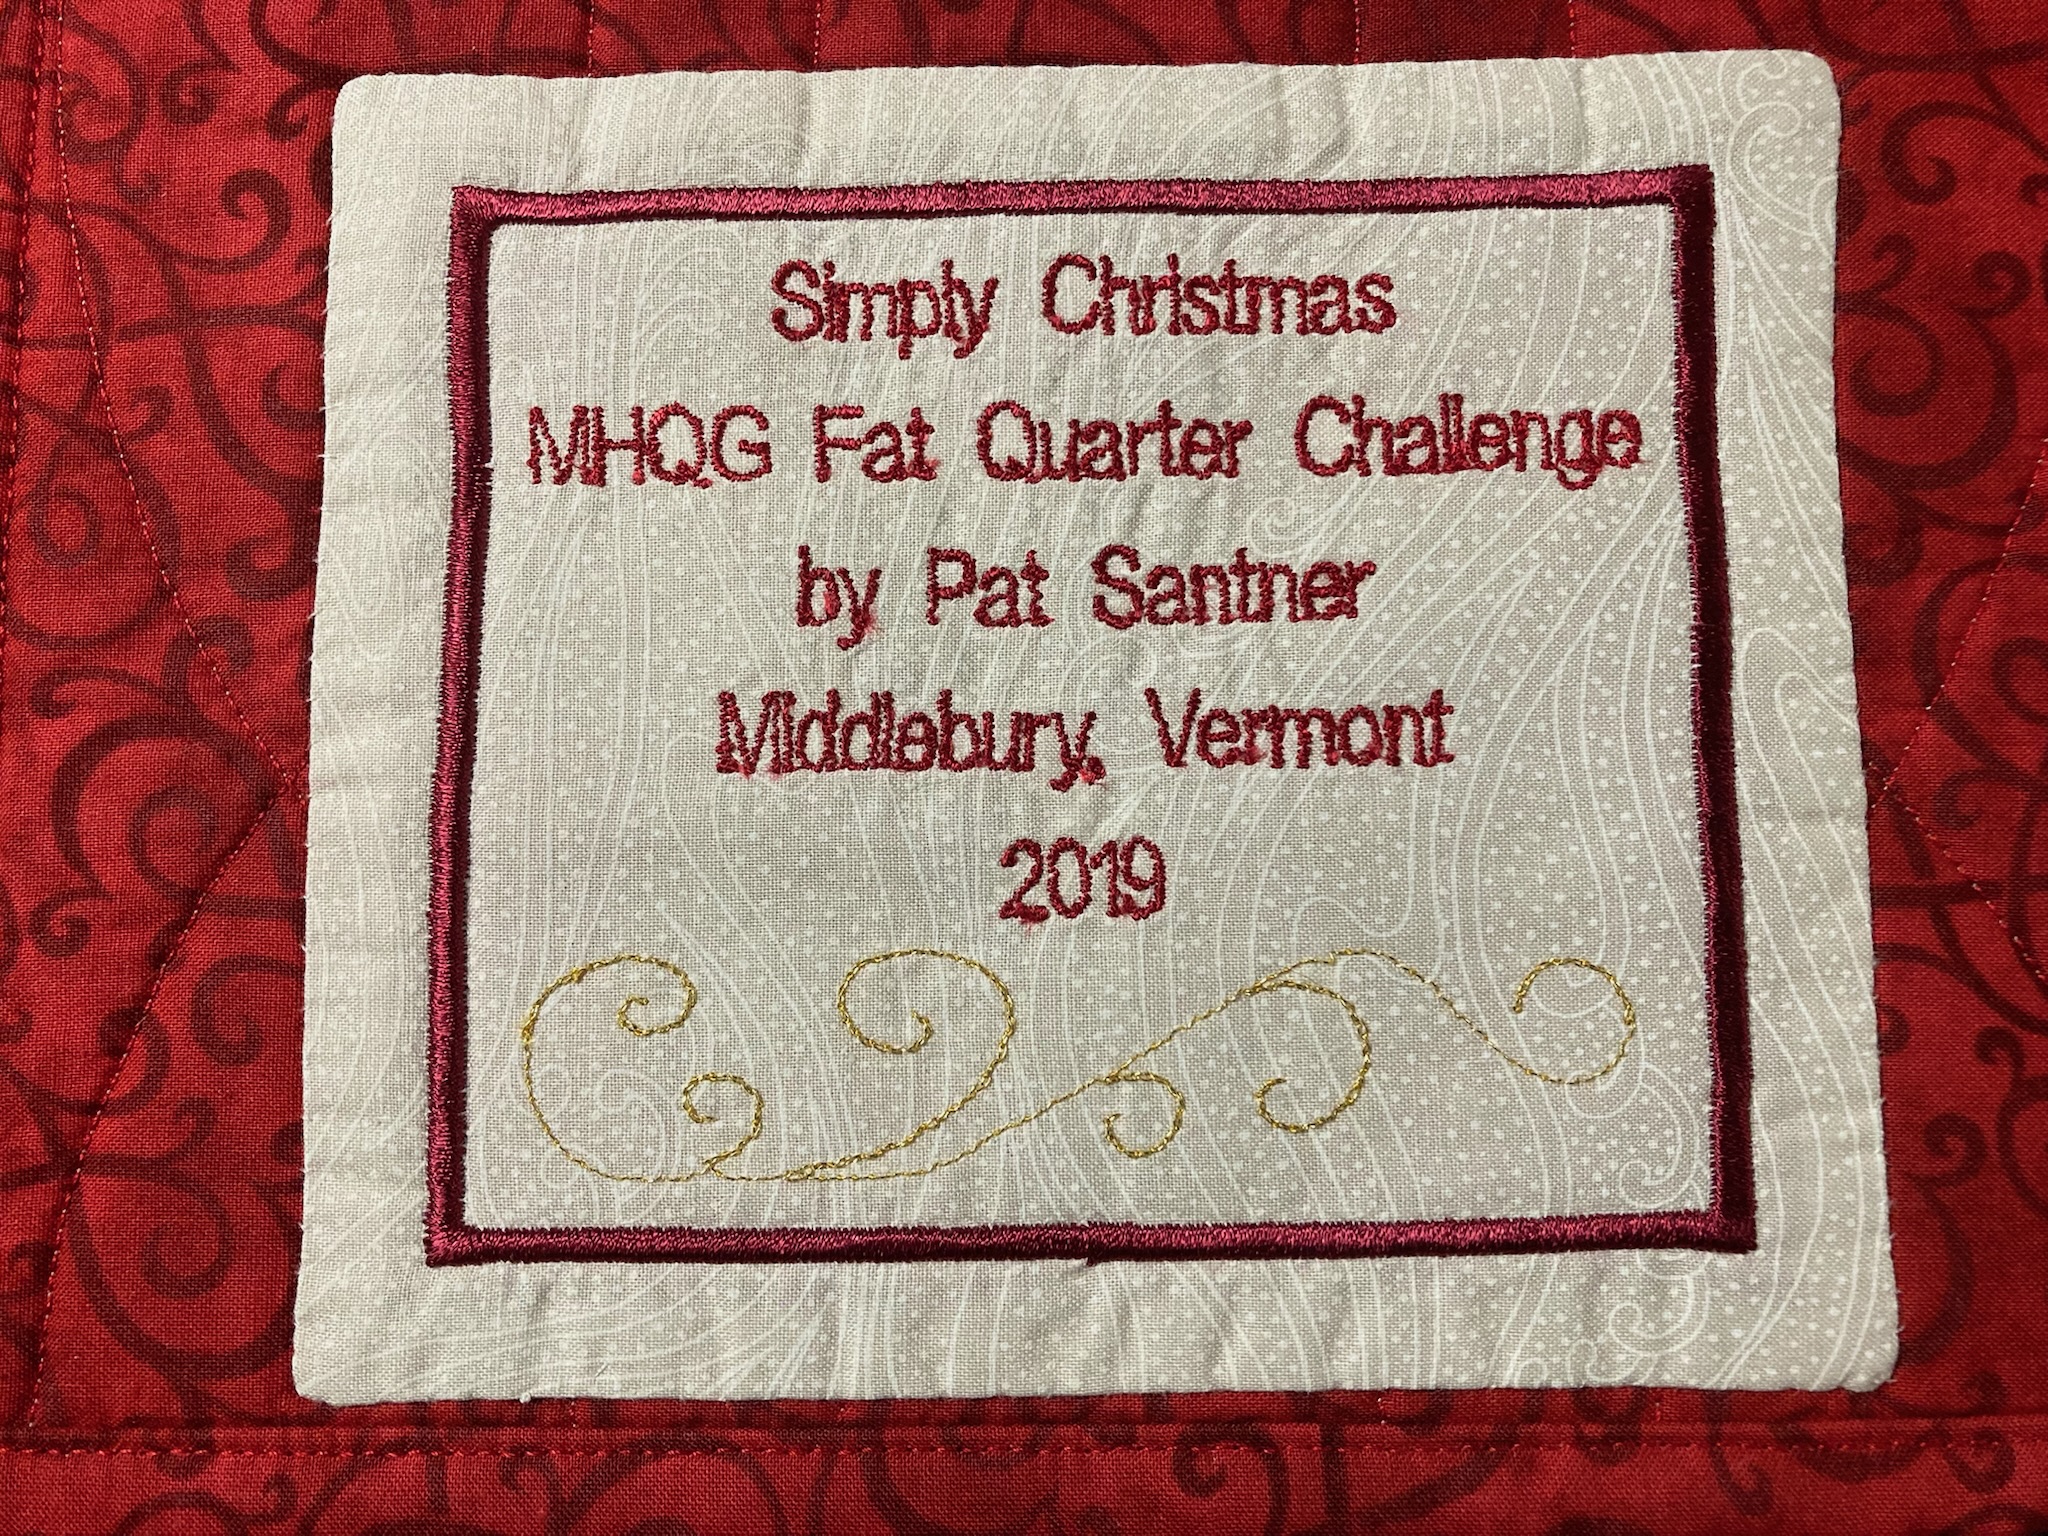 Simply Christmas
MHQG Fat Quarter Challenge
by Pat Santner
Middlebury, Vermont
2019